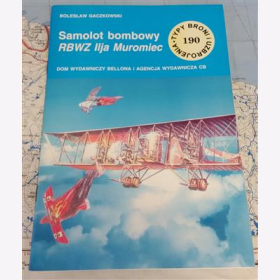 BOLESŁAW GACZKOWSKI
Samolot bombowy
RBWZ Ilja Muromiec
DOM WYDAWNICZY BELLONA I AGENCJA WYDAWNICZA CB
TYPY BRONI I UZBROJENIA
190